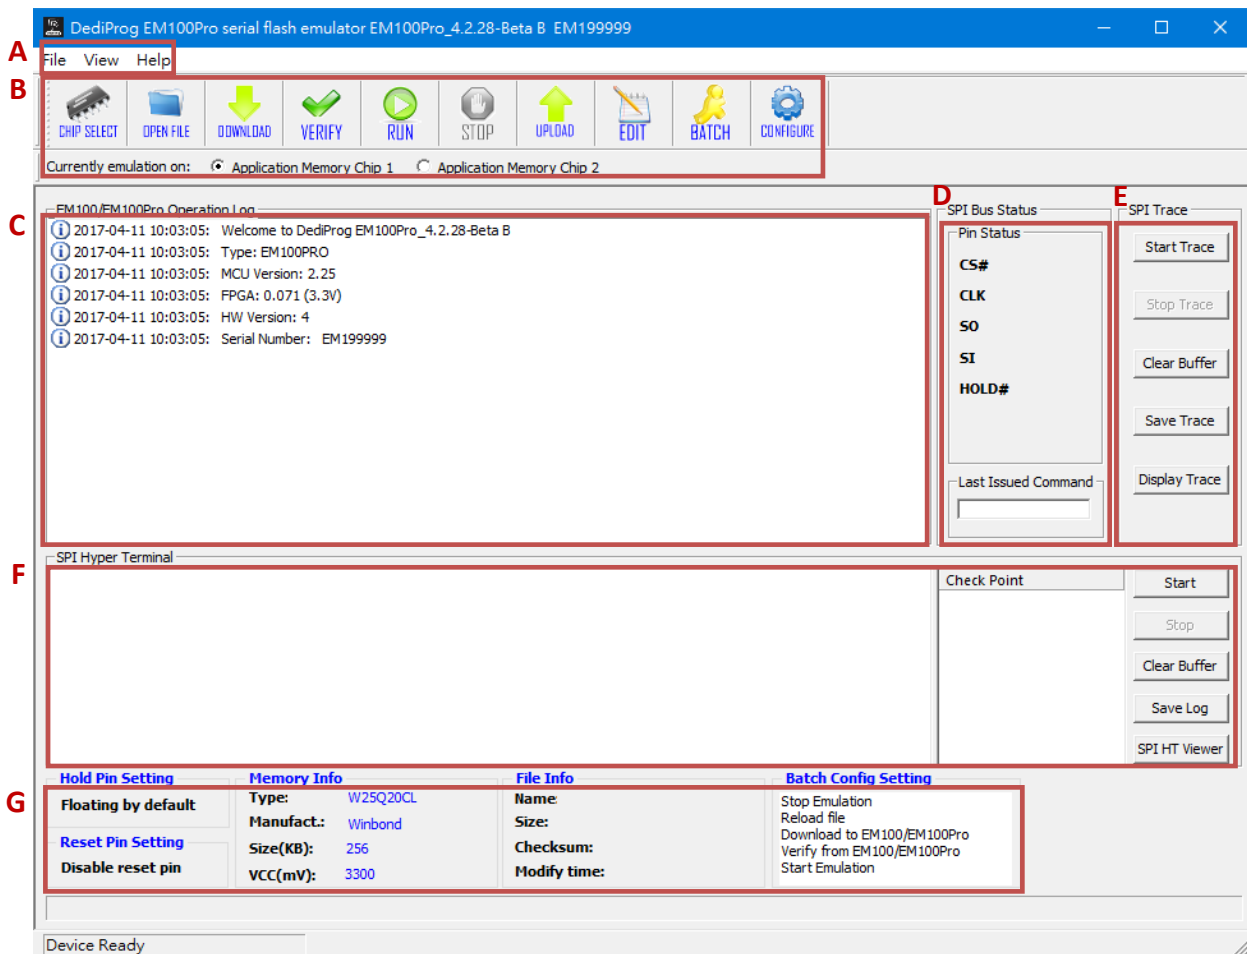 DediProg EM100Pro serial flash emulator EM100Pro_4.2.28-Beta B EM199999
A
File View Help
B
CHIP SELECT OPEN FILE DOWNLOAD VERIFY RUN STOP UPLOAD EDIT BATCH CONFIGURE
Currently emulation on: Application Memory Chip 1 Application Memory Chip 2
D E
EM100/EM100Pro Operation Log SPI Bus Status SPI Trace
C
2017-04-11 10:03:05: Welcome to DediProg EM100Pro_4.2.28-Beta B
2017-04-11 10:03:05: Type: EM100PRO
2017-04-11 10:03:05: MCU Version: 2.25
2017-04-11 10:03:05: FPGA: 0.071 (3.3V)
2017-04-11 10:03:05: HW Version: 4
2017-04-11 10:03:05: Serial Number: EM199999
Pin Status
CS#
CLK
SO
SI
HOLD#
Last Issued Command
Start Trace
Stop Trace
Clear Buffer
Save Trace
Display Trace
SPI Hyper Terminal
F
Check Point
Start
Stop
Clear Buffer
Save Log
SPI HT Viewer
G
Hold Pin Setting
Floating by default
Reset Pin Setting
Disable reset pin
Memory Info
Type: W25Q20CL
Manufact.: Winbond
Size(KB): 256
VCC(mV): 3300
File Info
Name:
Size:
Checksum:
Modify time:
Batch Config Setting
Stop Emulation
Reload file
Download to EM100/EM100Pro
Verify from EM100/EM100Pro
Start Emulation
Device Ready